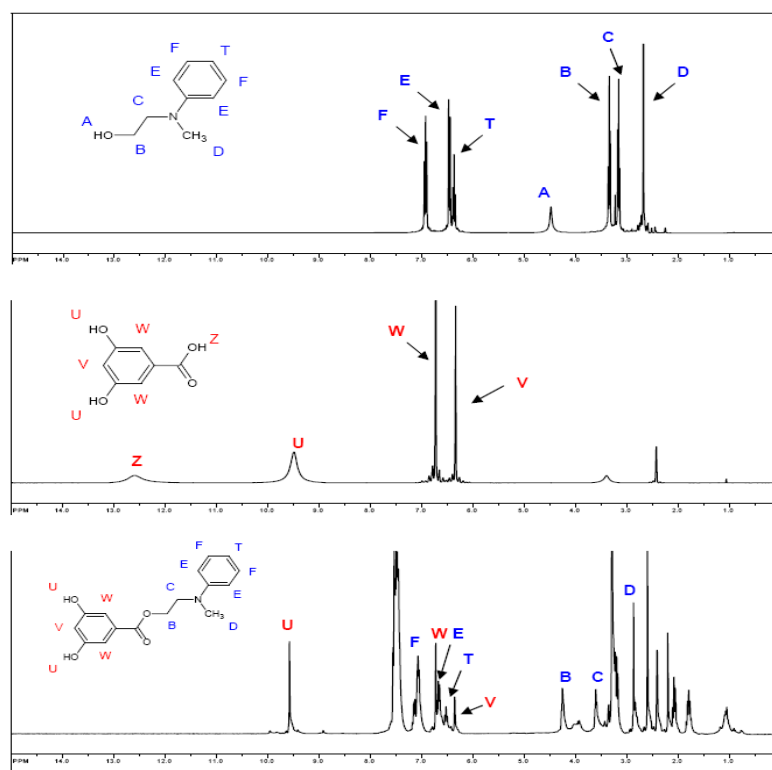 C
F T
B D
E F
E
C E
F T
A N
HO CH₃
B D
A
PPM 14.0 13.0 12.0 11.0 10.0 9.0 8.0 7.0 6.0 5.0 4.0 3.0 2.0 1.0
U
HO W
OH Z
W
V V
O
HO W
U U
Z
PPM 14.0 13.0 12.0 11.0 10.0 9.0 8.0 7.0 6.0 5.0 4.0 3.0 2.0 1.0
F T
E F
U C E
HO W N
O CH₃
V B D
O
HO W
U
U F W E T V B C D
PPM 14.0 13.0 12.0 11.0 10.0 9.0 8.0 7.0 6.0 5.0 4.0 3.0 2.0 1.0